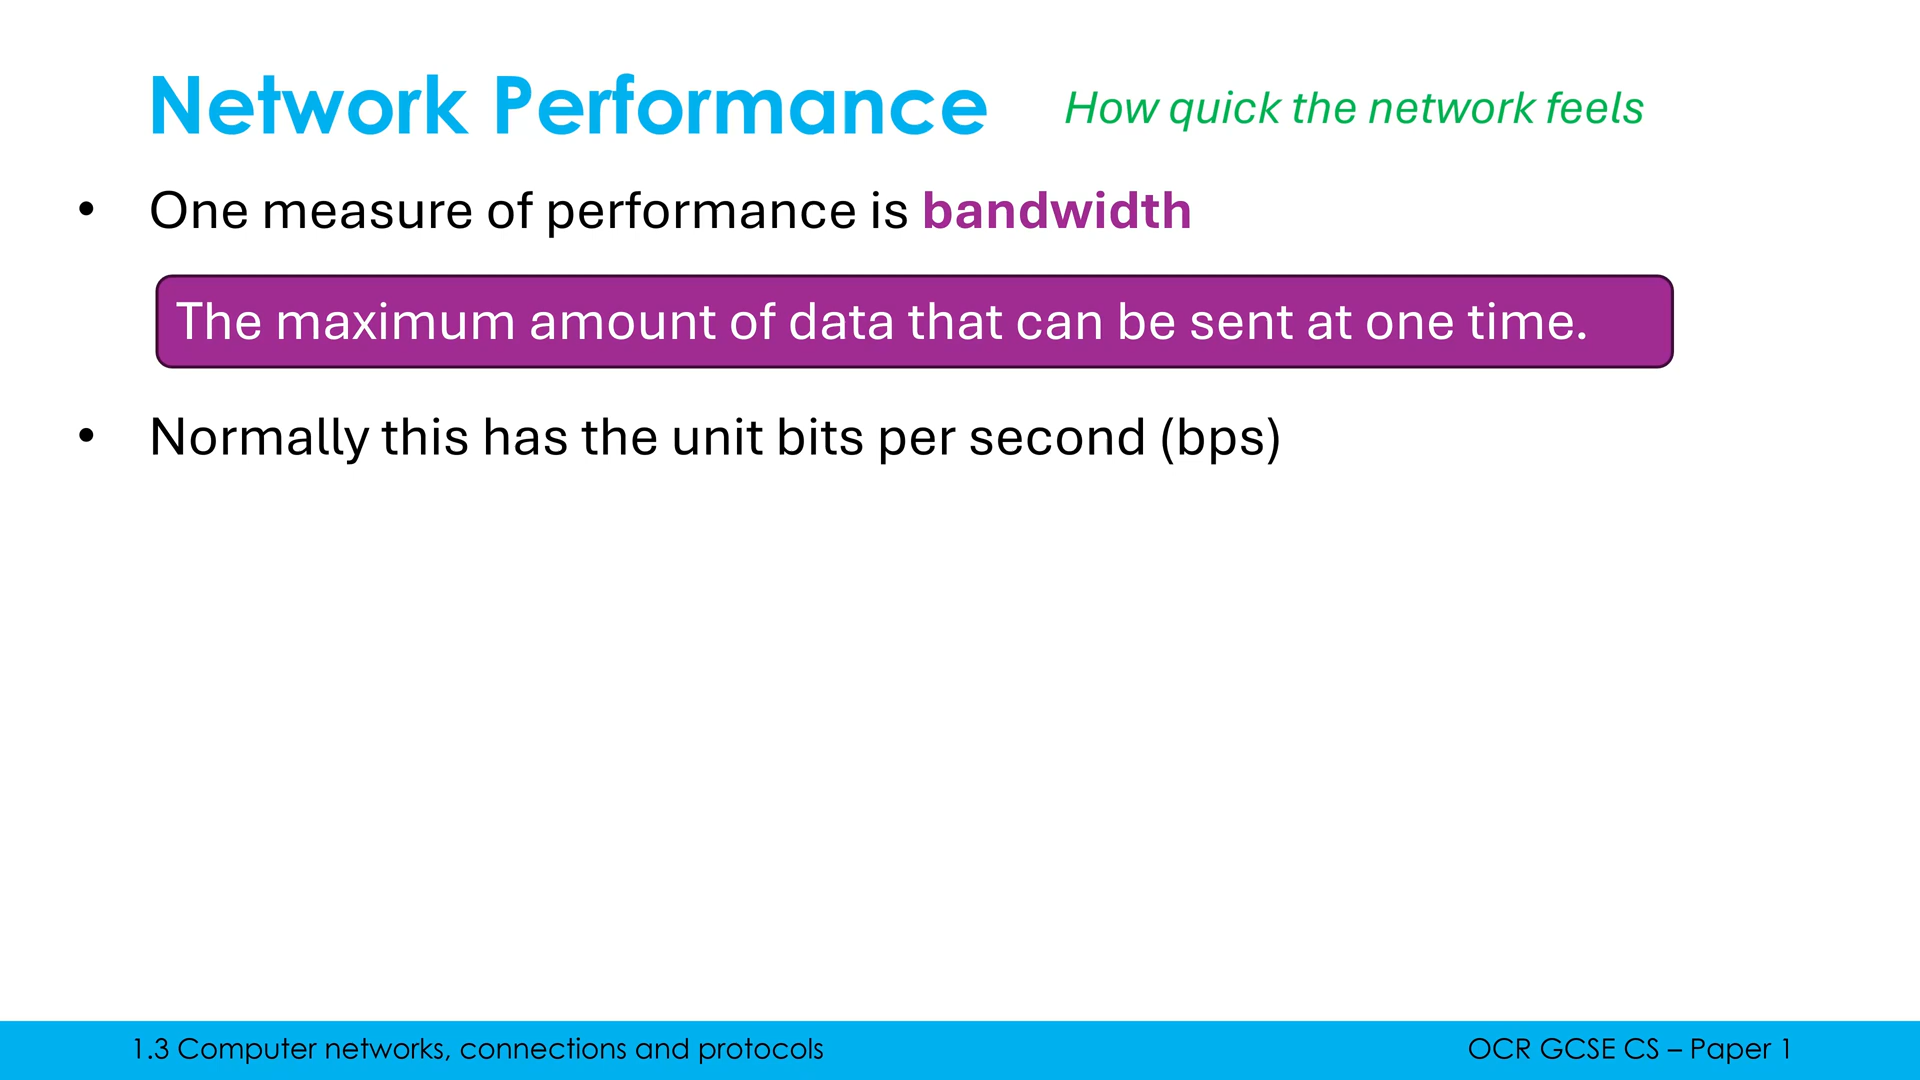 Network Performance
How quick the network feels
• One measure of performance is bandwidth
The maximum amount of data that can be sent at one time.
• Normally this has the unit bits per second (bps)
1.3 Computer networks, connections and protocols
OCR GCSE CS – Paper 1